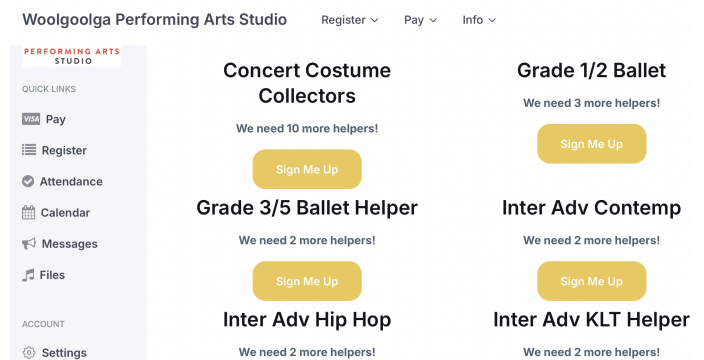 Woolgoolga Performing Arts Studio Register Pay Info
PERFORMING ARTS
STUDIO
QUICK LINKS
VISA Pay
Register
Attendance
Calendar
Messages
Files
ACCOUNT
Settings
Concert Costume
Collectors
We need 10 more helpers!
Sign Me Up
Grade 1/2 Ballet
We need 3 more helpers!
Sign Me Up
Grade 3/5 Ballet Helper
We need 2 more helpers!
Sign Me Up
Inter Adv Contemp
We need 2 more helpers!
Sign Me Up
Inter Adv Hip Hop
We need 2 more helpers!
Inter Adv KLT Helper
We need 2 more helpers!